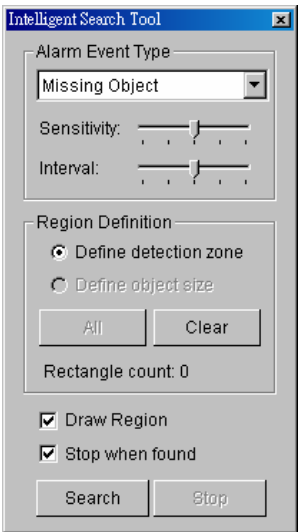 Intelligent Search Tool
Alarm Event Type
Missing Object
Sensitivity:
Interval:
Region Definition
Define detection zone
Define object size
All Clear
Rectangle count: 0
Draw Region
Stop when found
Search Stop